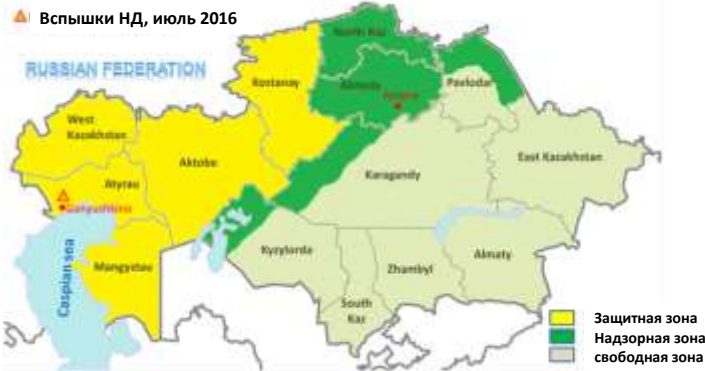 Вспышки НД, июль 2016
RUSSIAN FEDERATION
North Kaz
Kostanay
Pavlodar
West
Kazakhstan
Aktobe
East Kazakhstan
Atyrau
Karagandy
Ganyushkino
Caspian sea
Mangystau
Kyzylorda
Zhambyl
Almaty
South
Kaz
Защитная зона
Надзорная зона
свободная зона